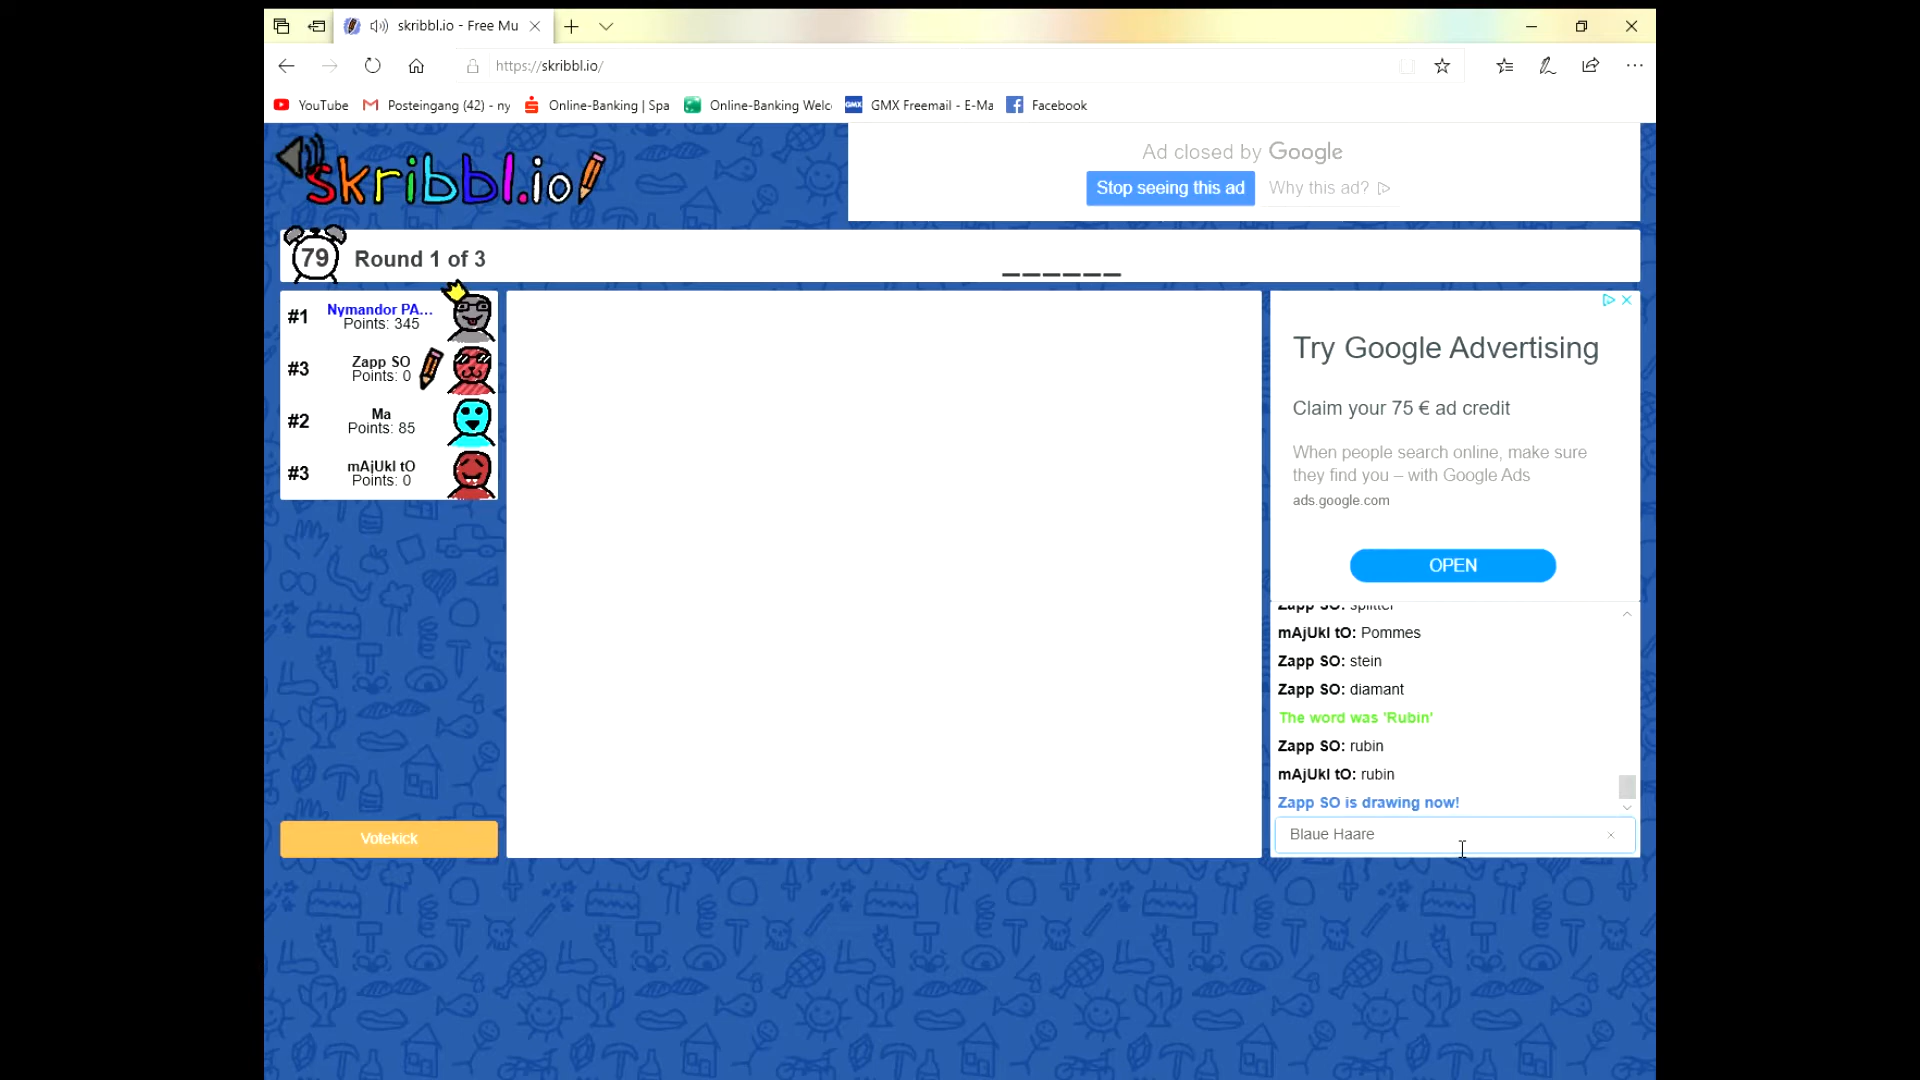 skribbl.io - Free Mu
https://skribbl.io/
YouTube
Posteingang (42) - ny
Online-Banking | Spa
Online-Banking Welc
GMX
GMX Freemail - E-Ma
Facebook
skribbl.io
Ad closed by Google
Stop seeing this ad
Why this ad?
79
Round 1 of 3
______
#1
Nymandor PA...
Points: 345
#3
Zapp SO
Points: 0
#2
Ma
Points: 85
#3
mAjUkI tO
Points: 0
Try Google Advertising
Claim your 75 € ad credit
When people search online, make sure
they find you – with Google Ads
ads.google.com
OPEN
Zapp SO: splitter
mAjUkI tO: Pommes
Zapp SO: stein
Zapp SO: diamant
The word was 'Rubin'
Zapp SO: rubin
mAjUkI tO: rubin
Zapp SO is drawing now!
Blaue Haare
Votekick